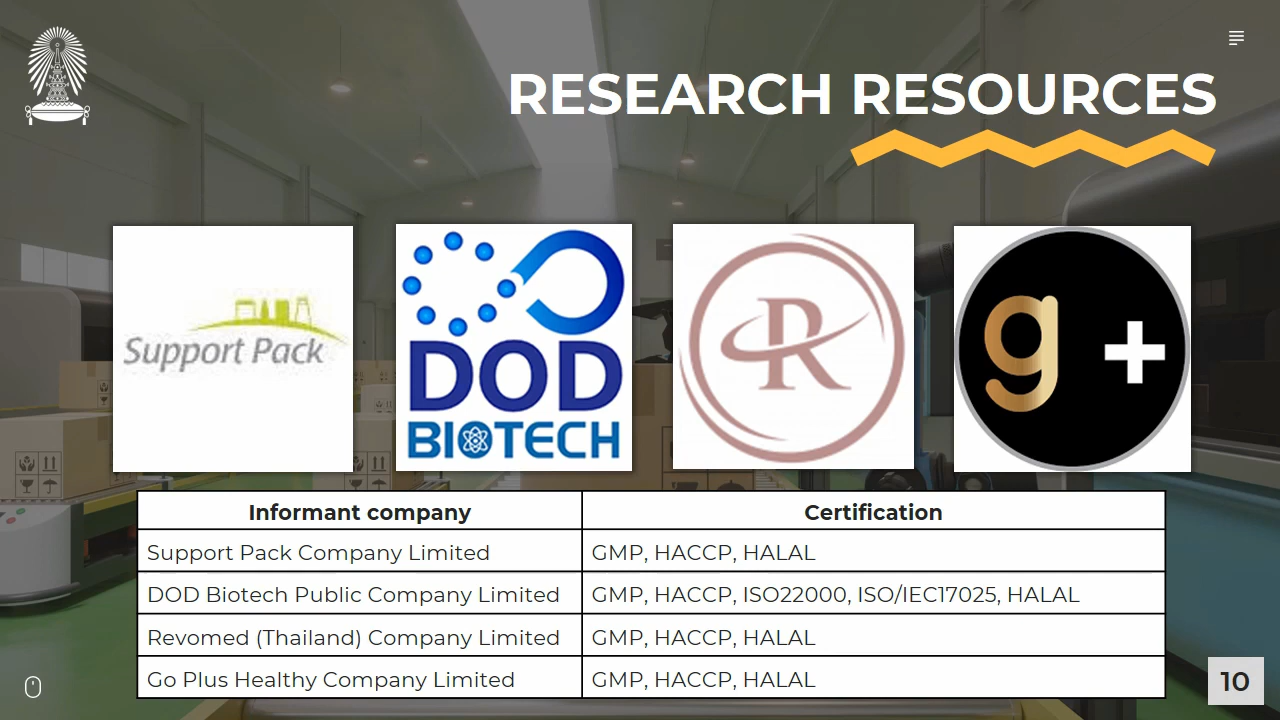 RESEARCH RESOURCES
Support Pack
DOD
BIOTECH
R
g +
Informant company Certification
Support Pack Company Limited GMP, HACCP, HALAL
DOD Biotech Public Company Limited GMP, HACCP, ISO22000, ISO/IEC17025, HALAL
Revomed (Thailand) Company Limited GMP, HACCP, HALAL
Go Plus Healthy Company Limited GMP, HACCP, HALAL
10